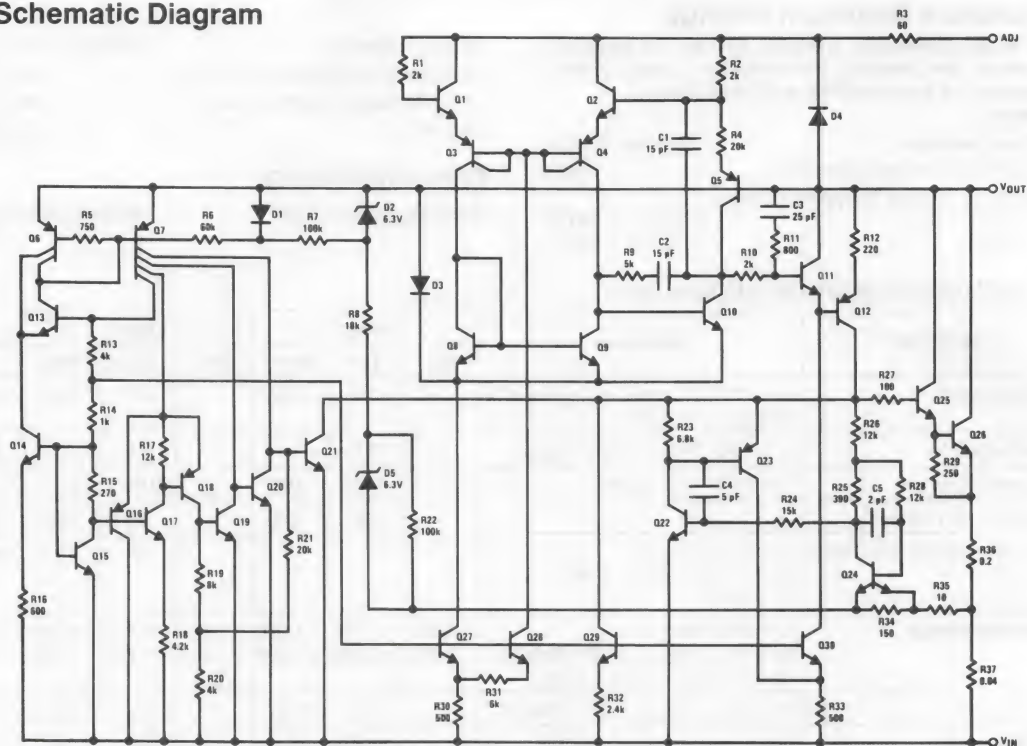 Schematic Diagram
R3
60
ADJ
R1
2k
R2
2k
Q1
Q2
D4
C1
15 pF
R4
20k
Q3
Q4
Q5
VOUT
R5
750
R6
60k
D1
R7
100k
D2
6.3V
C3
25 pF
R12
220
Q6
Q7
R9
5k
C2
15 pF
R10
2k
R11
800
Q11
D3
Q12
Q13
R8
18k
Q8
Q9
Q10
R13
4k
R27
100
Q25
R14
1k
Q14
R17
12k
Q21
R23
6.8k
R26
12k
Q26
Q23
R15
270
Q18
Q20
D5
6.3V
C4
5 pF
R29
250
R25
390
C5
2 pF
R28
12k
Q16
Q17
Q19
R22
100k
Q22
R24
15k
Q15
R21
20k
R36
0.2
R19
8k
Q24
R35
10
R16
600
R34
150
R18
4.2k
Q27
Q28
Q29
Q30
R20
4k
R31
6k
R32
2.4k
R37
0.04
R30
500
R33
500
VIN